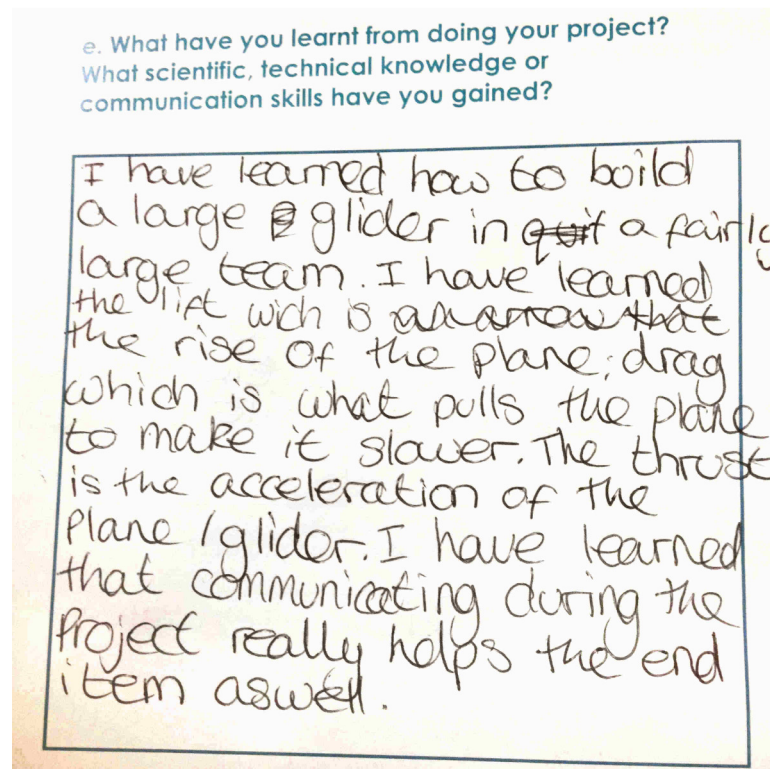 e. What have you learnt from doing your project?
What scientific, technical knowledge or
communication skills have you gained?
I have learned how to build
a large glider in a fairly
large team. I have learned
the lift wich is an arrow that
the rise of the plane; drag
which is what pulls the plane
to make it slower. The thrust
is the acceleration of the
plane / glider. I have learned
that communicating during the
Project really helps the end
item aswell.